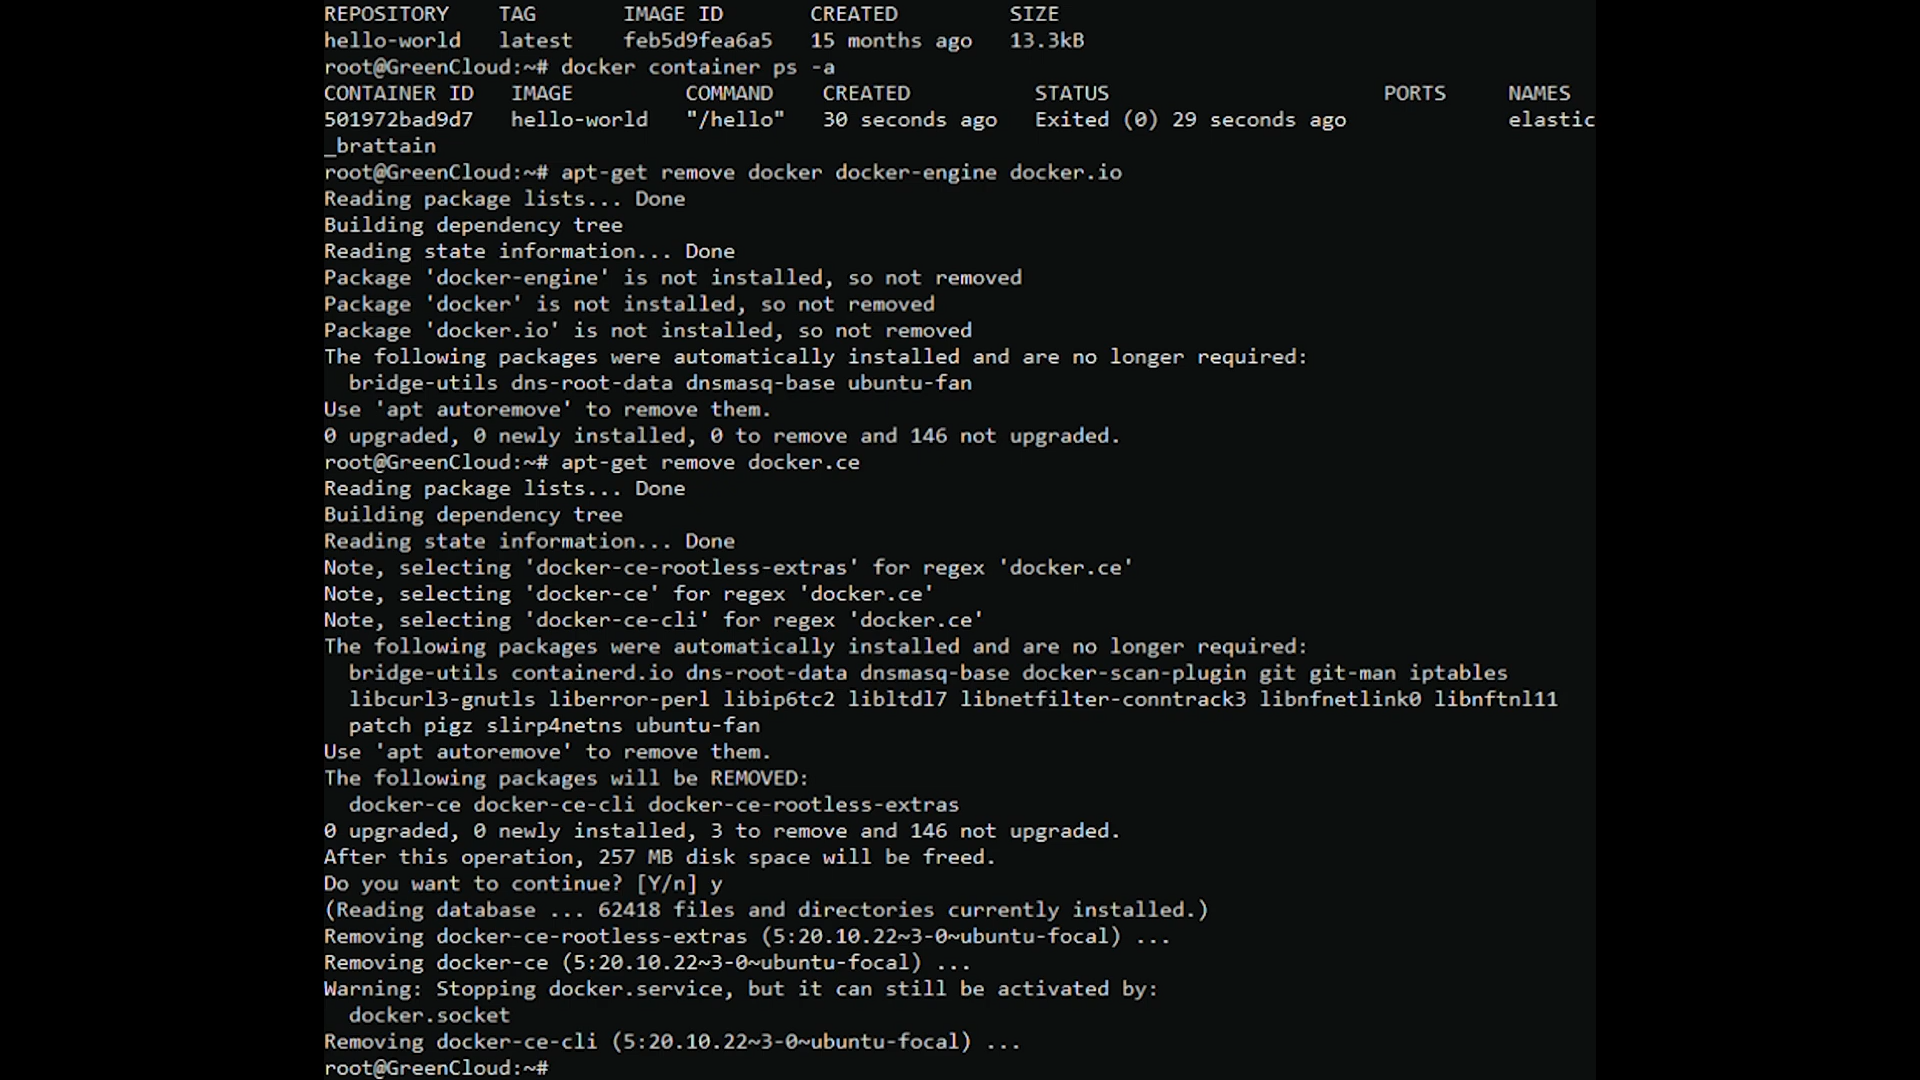 REPOSITORY    TAG       IMAGE ID       CREATED         SIZE
hello-world   latest    feb5d9fea6a5   15 months ago   13.3kB
root@GreenCloud:~# docker container ps -a
CONTAINER ID   IMAGE         COMMAND    CREATED          STATUS                      PORTS     NAMES
501972bad9d7   hello-world   "/hello"   30 seconds ago   Exited (0) 29 seconds ago             elastic
_brattain
root@GreenCloud:~# apt-get remove docker docker-engine docker.io
Reading package lists... Done
Building dependency tree
Reading state information... Done
Package 'docker-engine' is not installed, so not removed
Package 'docker' is not installed, so not removed
Package 'docker.io' is not installed, so not removed
The following packages were automatically installed and are no longer required:
  bridge-utils dns-root-data dnsmasq-base ubuntu-fan
Use 'apt autoremove' to remove them.
0 upgraded, 0 newly installed, 0 to remove and 146 not upgraded.
root@GreenCloud:~# apt-get remove docker.ce
Reading package lists... Done
Building dependency tree
Reading state information... Done
Note, selecting 'docker-ce-rootless-extras' for regex 'docker.ce'
Note, selecting 'docker-ce' for regex 'docker.ce'
Note, selecting 'docker-ce-cli' for regex 'docker.ce'
The following packages were automatically installed and are no longer required:
  bridge-utils containerd.io dns-root-data dnsmasq-base docker-scan-plugin git git-man iptables
  libcurl3-gnutls liberror-perl libip6tc2 libltdl7 libnetfilter-conntrack3 libnfnetlink0 libnftnl11
  patch pigz slirp4netns ubuntu-fan
Use 'apt autoremove' to remove them.
The following packages will be REMOVED:
  docker-ce docker-ce-cli docker-ce-rootless-extras
0 upgraded, 0 newly installed, 3 to remove and 146 not upgraded.
After this operation, 257 MB disk space will be freed.
Do you want to continue? [Y/n] y
(Reading database ... 62418 files and directories currently installed.)
Removing docker-ce-rootless-extras (5:20.10.22~3-0~ubuntu-focal) ...
Removing docker-ce (5:20.10.22~3-0~ubuntu-focal) ...
Warning: Stopping docker.service, but it can still be activated by:
  docker.socket
Removing docker-ce-cli (5:20.10.22~3-0~ubuntu-focal) ...
root@GreenCloud:~#